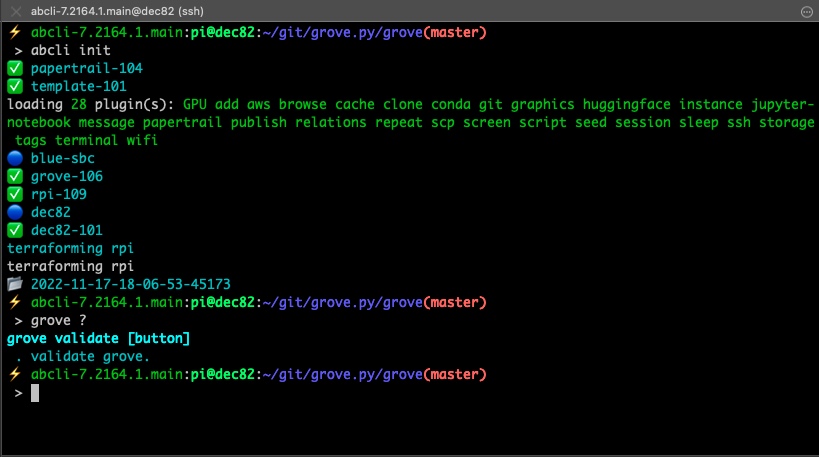 abcli-7.2164.1.main@dec82 (ssh)
⚡ abcli-7.2164.1.main:pi@dec82:~/git/grove.py/grove(master)
> abcli init
✅ papertrail-104
✅ template-101
loading 28 plugin(s): GPU add aws browse cache clone conda git graphics huggingface instance jupyter-
notebook message papertrail publish relations repeat scp screen script seed session sleep ssh storage
tags terminal wifi
🔵 blue-sbc
✅ grove-106
✅ rpi-109
🔵 dec82
✅ dec82-101
terraforming rpi
terraforming rpi
📂 2022-11-17-18-06-53-45173
⚡ abcli-7.2164.1.main:pi@dec82:~/git/grove.py/grove(master)
> grove ?
grove validate [button]
. validate grove.
⚡ abcli-7.2164.1.main:pi@dec82:~/git/grove.py/grove(master)
>